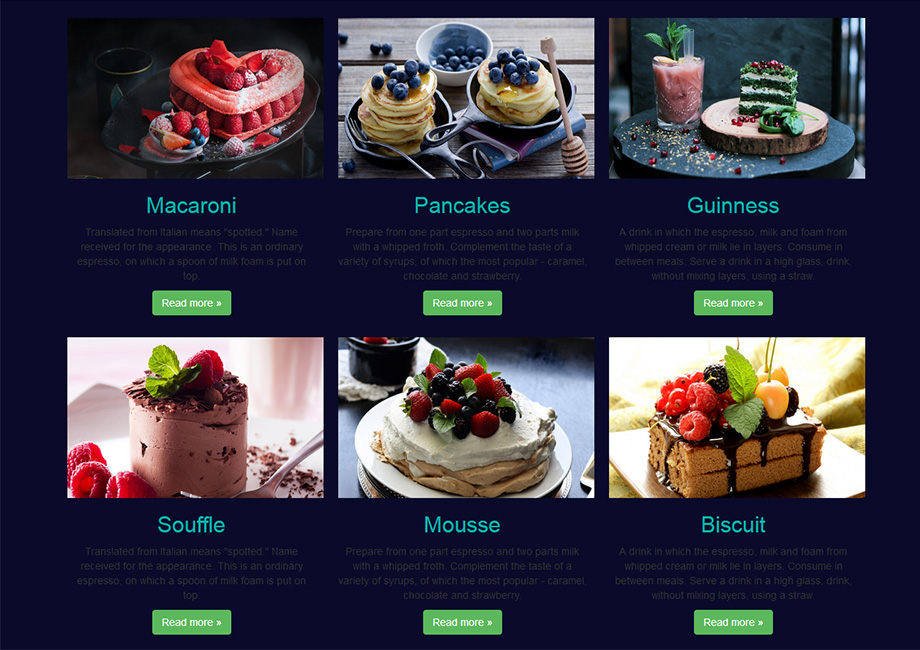 Macaroni
Pancakes
Guinness
Translated from Italian means "spotted." Name
received for the appearance. This is an ordinary
espresso, on which a spoon of milk foam is put on
top.
Prepare from one part espresso and two parts milk
with a whipped froth. Complement the taste of a
variety of syrups, of which the most popular - caramel,
chocolate and strawberry.
A drink in which the espresso, milk and foam from
whipped cream or milk lie in layers. Consume in
between meals. Serve a drink in a high glass, drink,
without mixing layers, using a straw.
Read more »
Read more »
Read more »
Souffle
Mousse
Biscuit
Translated from Italian means "spotted." Name
received for the appearance. This is an ordinary
espresso, on which a spoon of milk foam is put on
top.
Prepare from one part espresso and two parts milk
with a whipped froth. Complement the taste of a
variety of syrups, of which the most popular - caramel,
chocolate and strawberry.
A drink in which the espresso, milk and foam from
whipped cream or milk lie in layers. Consume in
between meals. Serve a drink in a high glass, drink,
without mixing layers, using a straw
Read more »
Read more »
Read more »